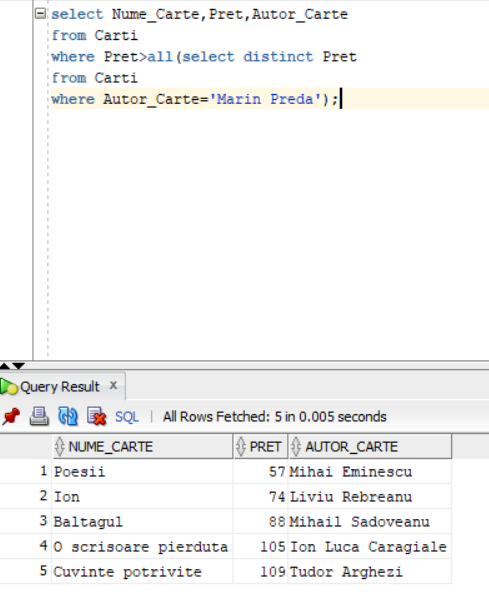 select Nume_Carte,Pret,Autor_Carte
from Carti
where Pret>all(select distinct Pret
from Carti
where Autor_Carte='Marin Preda');
Query Result x
SQL | All Rows Fetched: 5 in 0.005 seconds
NUME_CARTE PRET AUTOR_CARTE
1 Poesii 57 Mihai Eminescu
2 Ion 74 Liviu Rebreanu
3 Baltagul 88 Mihail Sadoveanu
4 O scrisoare pierduta 105 Ion Luca Caragiale
5 Cuvinte potrivite 109 Tudor Arghezi